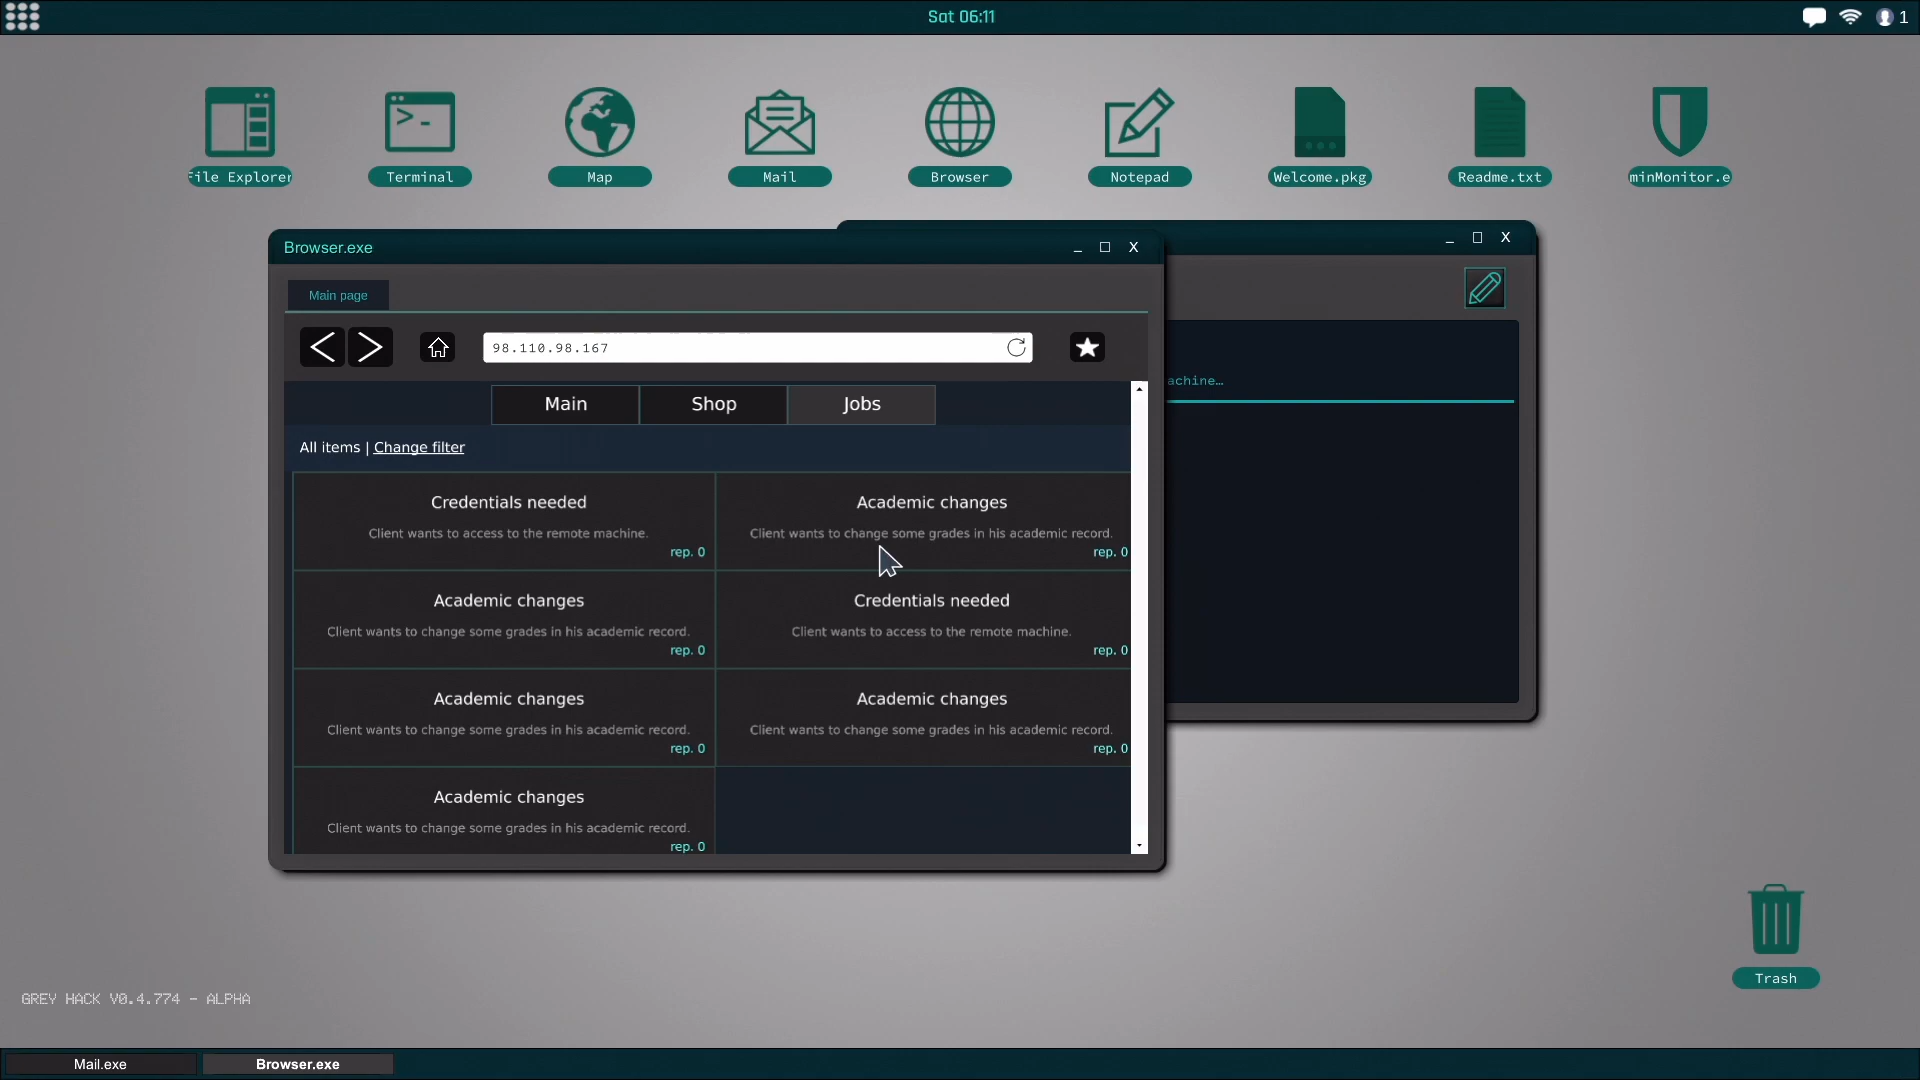 Sat 06:11
1
File Explorer
Terminal
Map
Mail
Browser
Notepad
Welcome.pkg
Readme.txt
minMonitor.e
Browser.exe
_ □ X
_ □ X
Main page
98.110.98.167
achine…
Main
Shop
Jobs
All items | Change filter
Credentials needed
Client wants to access to the remote machine.
rep. 0
Academic changes
Client wants to change some grades in his academic record.
rep. 0
Academic changes
Client wants to change some grades in his academic record.
rep. 0
Credentials needed
Client wants to access to the remote machine.
rep. 0
Academic changes
Client wants to change some grades in his academic record.
rep. 0
Academic changes
Client wants to change some grades in his academic record.
rep. 0
Academic changes
Client wants to change some grades in his academic record.
rep. 0
Trash
GREY HACK V0.4.774 - ALPHA
Mail.exe
Browser.exe